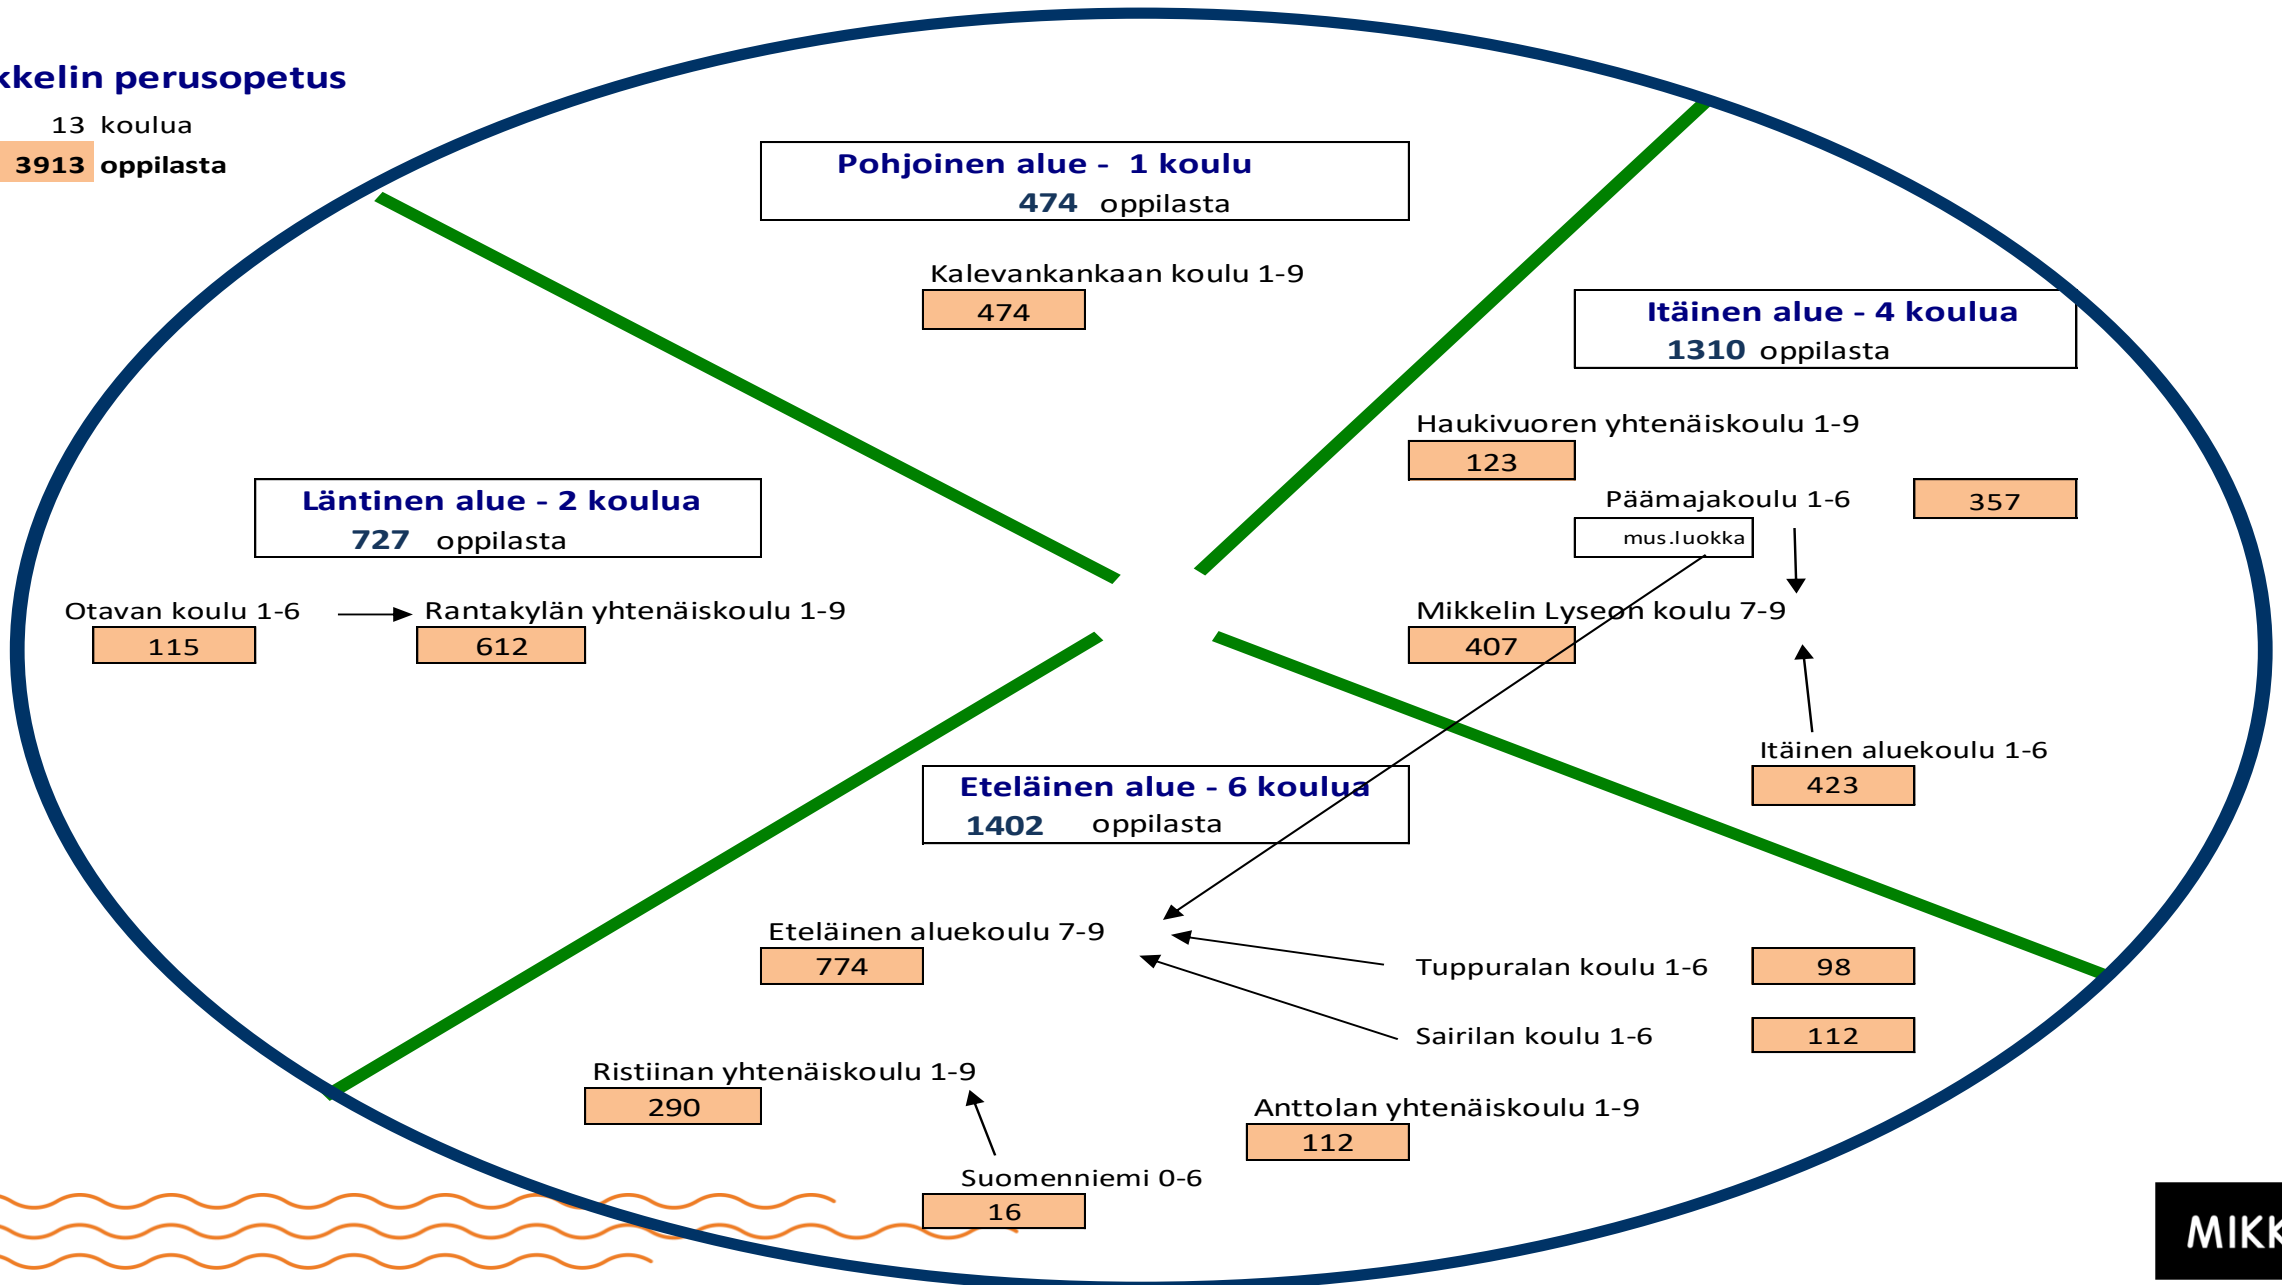 kkelin perusopetus
13 koulua
3913 oppilasta
Pohjoinen alue - 1 koulu
474 oppilasta
Kalevankankaan koulu 1-9
474
Itäinen alue - 4 koulua
1310 oppilasta
Haukivuoren yhtenäiskoulu 1-9
123
Päämajakoulu 1-6
357
mus.luokka
Mikkelin Lyseon koulu 7-9
407
Itäinen aluekoulu 1-6
423
Läntinen alue - 2 koulua
727 oppilasta
Otavan koulu 1-6
115
Rantakylän yhtenäiskoulu 1-9
612
Eteläinen alue - 6 koulua
1402 oppilasta
Eteläinen aluekoulu 7-9
774
Tuppuralan koulu 1-6
98
Sairilan koulu 1-6
112
Ristiinan yhtenäiskoulu 1-9
290
Anttolan yhtenäiskoulu 1-9
112
Suomenniemi 0-6
16
MIKK